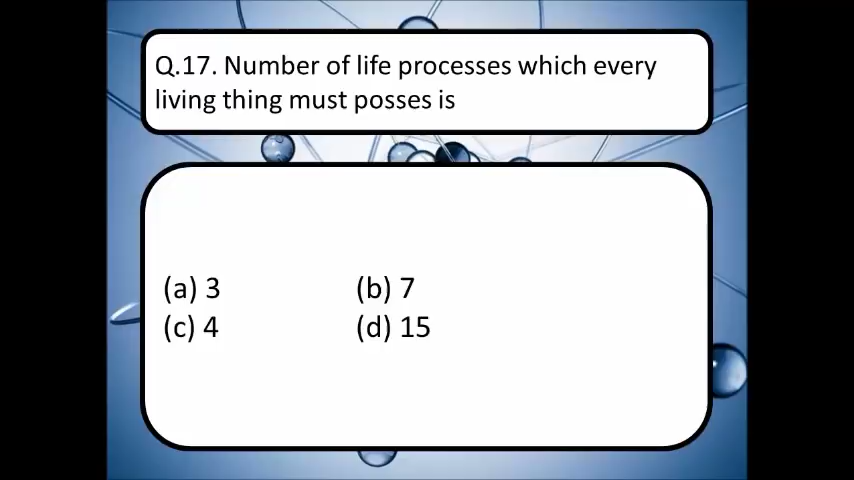 Q.17. Number of life processes which every
living thing must posses is
(a) 3 (b) 7
(c) 4 (d) 15